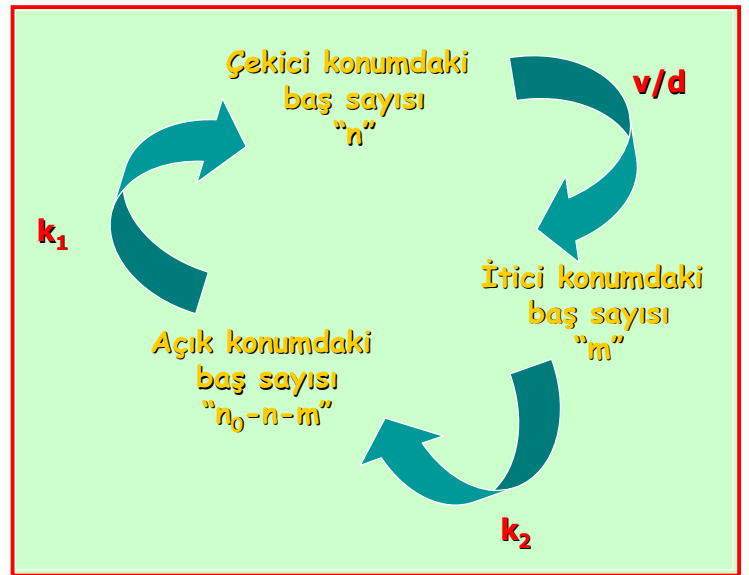 Çekici konumdaki
baş sayısı
“n”
v/d
k₁
İtici konumdaki
baş sayısı
“m”
Açık konumdaki
baş sayısı
“n₀-n-m”
k₂